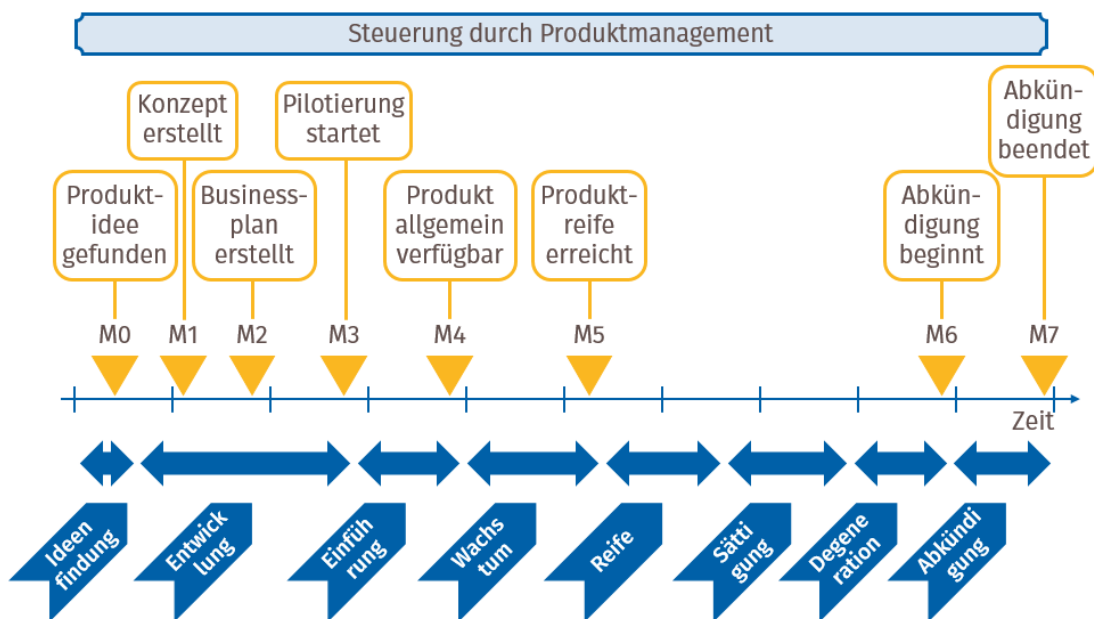 Steuerung durch Produktmanagement
Konzept
erstellt
Pilotierung
startet
Abkün-
digung
beendet
Produkt-
idee
gefunden
Business-
plan
erstellt
Produkt
allgemein
verfügbar
Produkt-
reife
erreicht
Abkün-
digung
beginnt
M0
M1
M2
M3
M4
M5
M6
M7
Zeit
Ideen
findung
Entwick
lung
Einfüh
rung
Wachs
tum
Reife
Sätti
gung
Degene
ration
Abkündi
gung